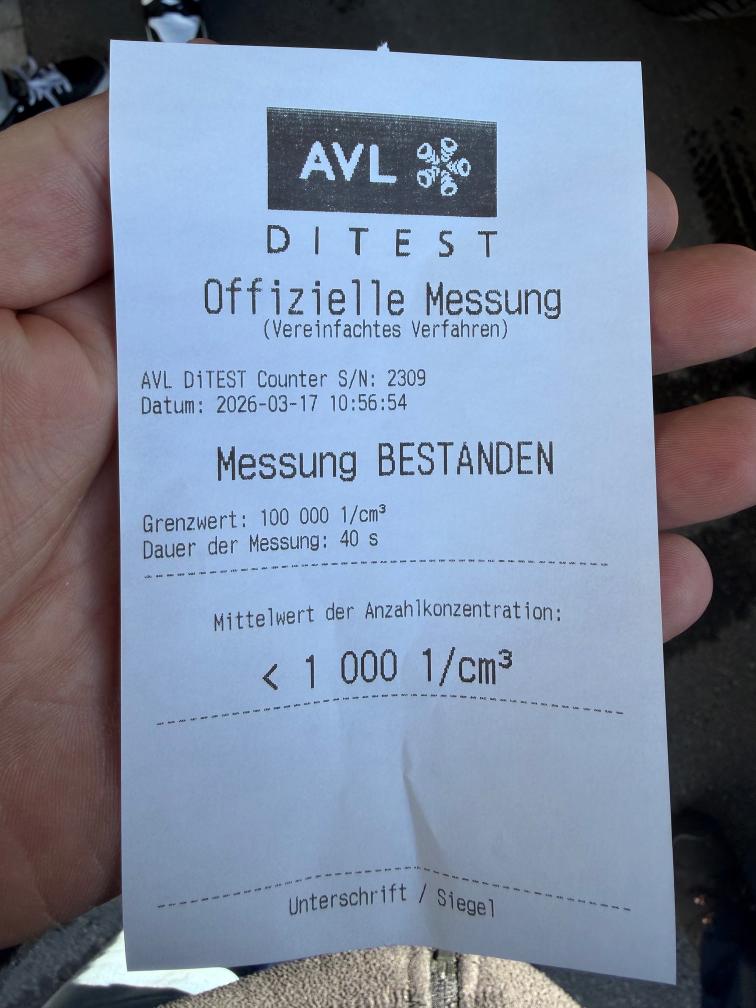 AVL
DITEST
Offizielle Messung
(Vereinfachtes Verfahren)
AVL DiTEST Counter S/N: 2309
Datum: 2026-03-17 10:56:54
Messung BESTANDEN
Grenzwert: 100 000 1/cm³
Dauer der Messung: 40 s
Mittelwert der Anzahlkonzentration:
< 1 000 1/cm³
Unterschrift / Siegel